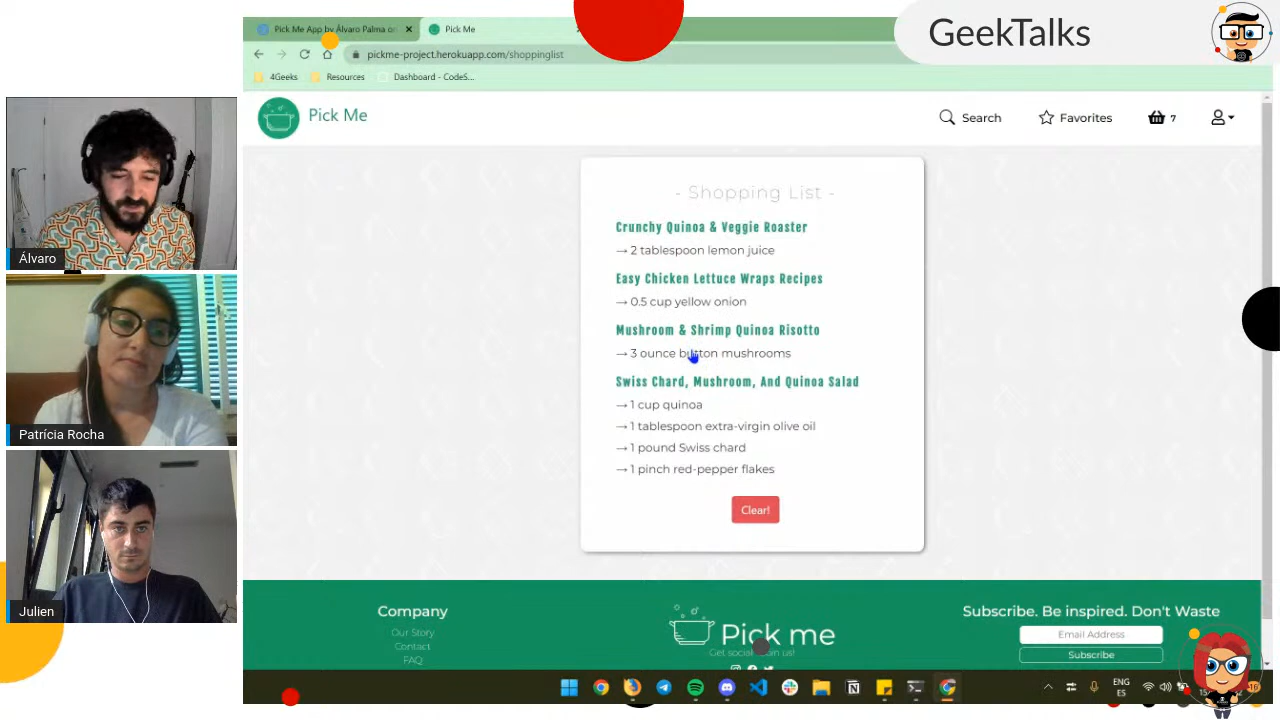 GeekTalks
Pick Me App by Álvaro Palma on
Pick Me
pickme-project.herokuapp.com/shoppinglist
4Geeks
Resources
Dashboard - CodeS...
Pick Me
Search
Favorites
7
- Shopping List -
Crunchy Quinoa & Veggie Roaster
→ 2 tablespoon lemon juice
Easy Chicken Lettuce Wraps Recipes
→ 0.5 cup yellow onion
Mushroom & Shrimp Quinoa Risotto
→ 3 ounce button mushrooms
Swiss Chard, Mushroom, And Quinoa Salad
→ 1 cup quinoa
→ 1 tablespoon extra-virgin olive oil
→ 1 pound Swiss chard
→ 1 pinch red-pepper flakes
Clear!
Álvaro
Patrícia Rocha
Julien
Company
Our Story
Contact
FAQ
Pick me
Get social
us!
Subscribe. Be inspired. Don't Waste
Email Address
Subscribe
ENG
ES